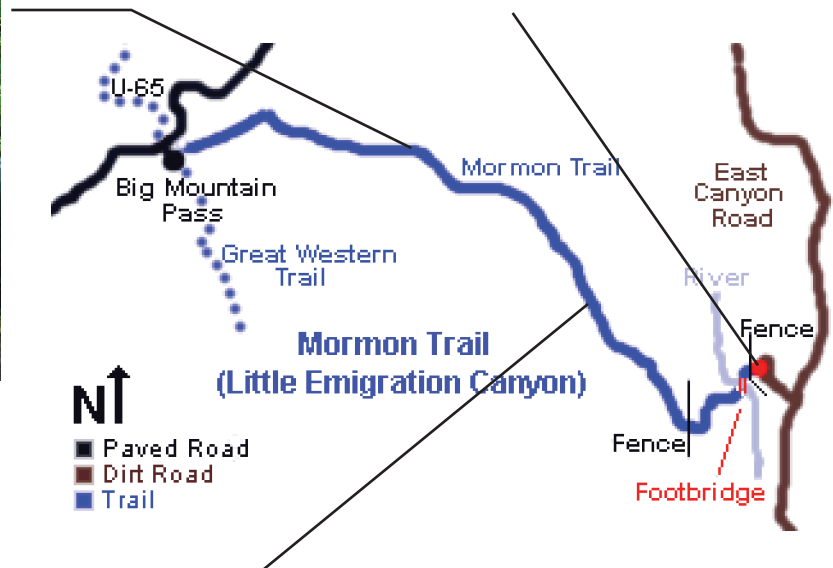 U-65
Mormon Trail
Big Mountain
Pass
East
Canyon
Road
Great Western
Trail
River
Fence
Mormon Trail
(Little Emigration Canyon)
N
Paved Road
Dirt Road
Trail
Fence
Footbridge